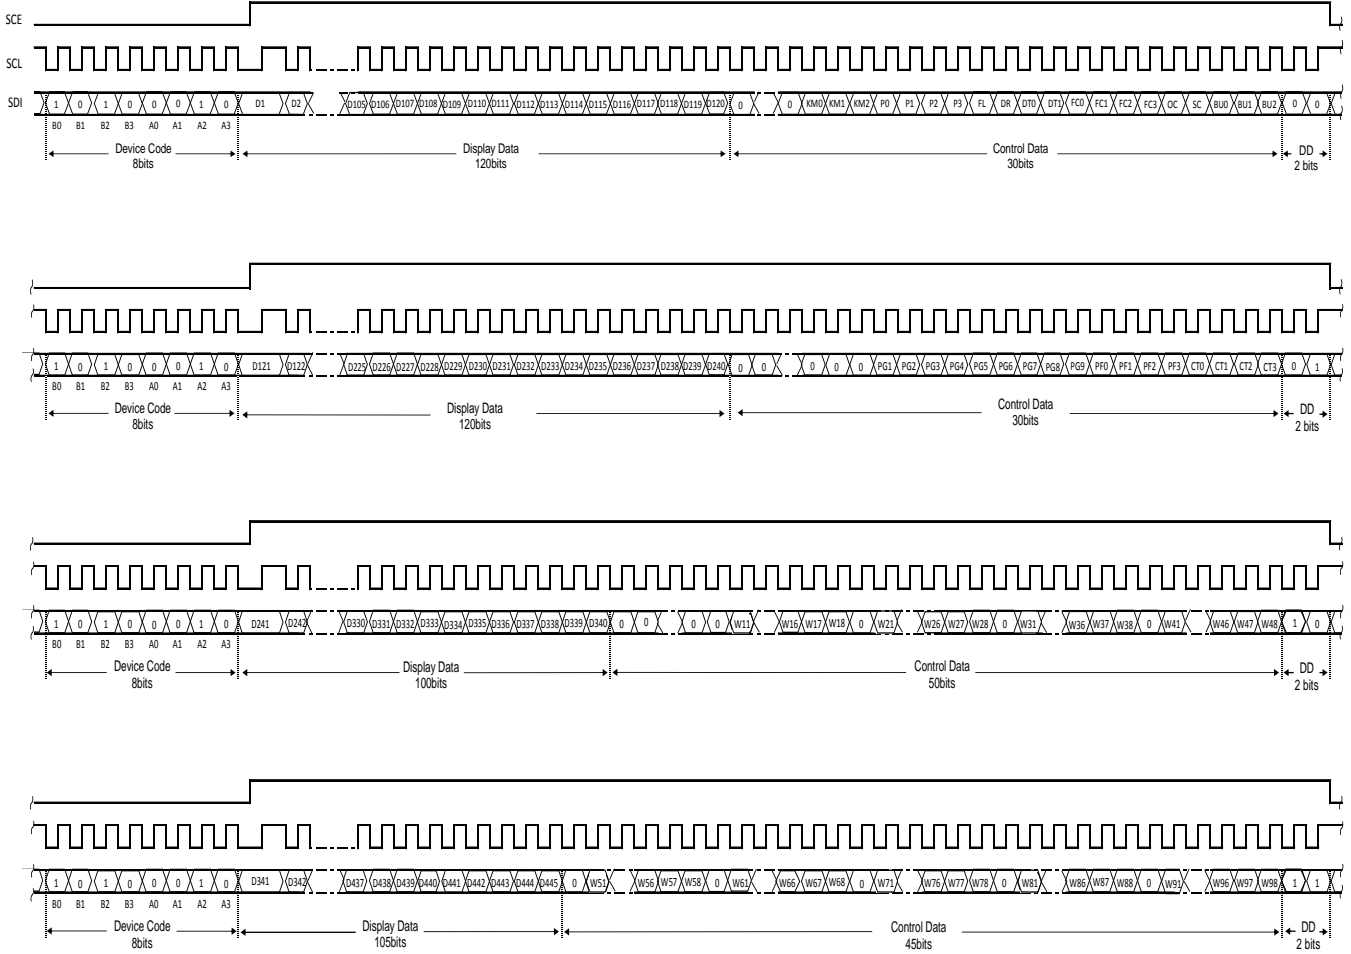 SCE
SCL
SDI 1 0 1 0 0 0 1 0 D1 D2 D105 D106 D107 D108 D109 D110 D111 D112 D113 D114 D115 D116 D117 D118 D119 D120 0 0 KM0 KM1 KM2 P0 P1 P2 P3 FL DR DT0 DT1 FC0 FC1 FC2 FC3 OC SC BU0 BU1 BU2 0 0
B0 B1 B2 B3 A0 A1 A2 A3
Device Code Display Data Control Data DD
8bits 120bits 30bits 2 bits
1 0 1 0 0 0 1 0 D121 D122 D225 D226 D227 D228 D229 D230 D231 D232 D233 D234 D235 D236 D237 D238 D239 D240 0 0 0 0 0 PG1 PG2 PG3 PG4 PG5 PG6 PG7 PG8 PG9 PF0 PF1 PF2 PF3 CT0 CT1 CT2 CT3 0 1
B0 B1 B2 B3 A0 A1 A2 A3
Device Code Display Data Control Data DD
8bits 120bits 30bits 2 bits
1 0 1 0 0 0 1 0 D241 D242 D330 D331 D332 D333 D334 D335 D336 D337 D338 D339 D340 0 0 0 0 W11 W16 W17 W18 0 W21 W26 W27 W28 0 W31 W36 W37 W38 0 W41 W46 W47 W48 1 0
B0 B1 B2 B3 A0 A1 A2 A3
Device Code Display Data Control Data DD
8bits 100bits 50bits 2 bits
1 0 1 0 0 0 1 0 D341 D342 D437 D438 D439 D440 D441 D442 D443 D444 D445 0 W51 W56 W57 W58 0 W61 W66 W67 W68 0 W71 W76 W77 W78 0 W81 W86 W87 W88 0 W91 W96 W97 W98 1 1
B0 B1 B2 B3 A0 A1 A2 A3
Device Code Display Data Control Data DD
8bits 105bits 45bits 2 bits